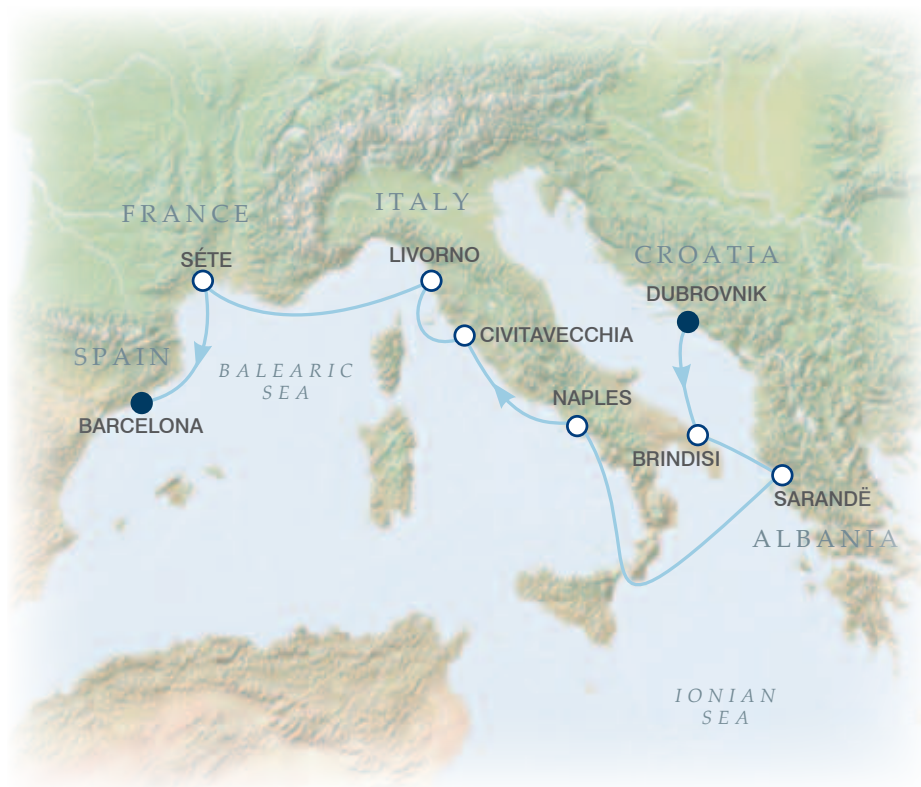 ITALY
FRANCE
CROATIA
SÉTE
LIVORNO
DUBROVNIK
CIVITAVECCHIA
SPAIN
BALEARIC
SEA
NAPLES
BARCELONA
BRINDISI
SARANDË
ALBANIA
IONIAN
SEA